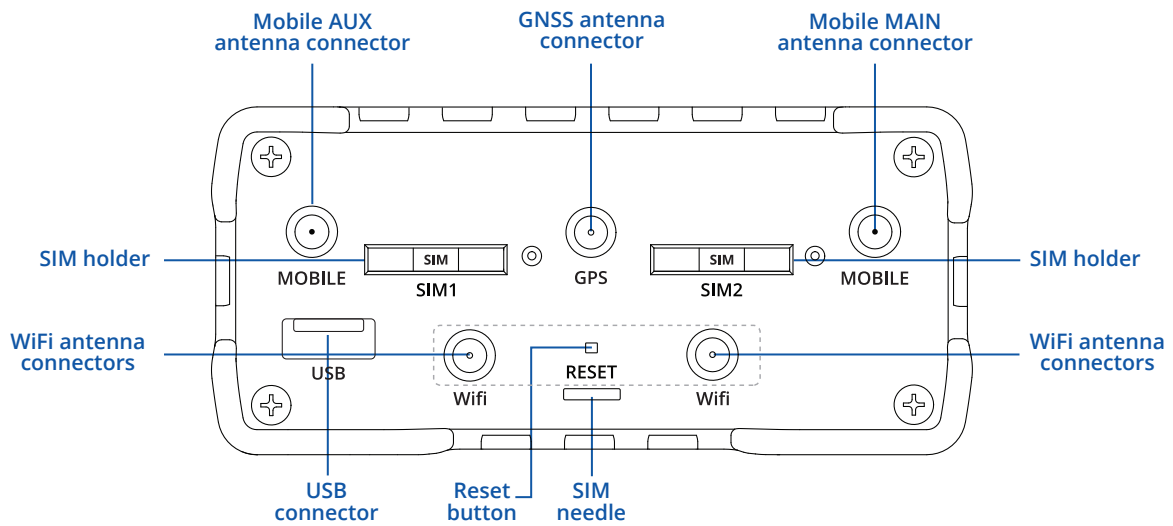 Mobile AUX
antenna connector
GNSS antenna
connector
Mobile MAIN
antenna connector
SIM holder
MOBILE
SIM
SIM1
GPS
SIM
SIM2
MOBILE
SIM holder
WiFi antenna
connectors
USB
Wifi
RESET
Wifi
WiFi antenna
connectors
USB
connector
Reset
button
SIM
needle